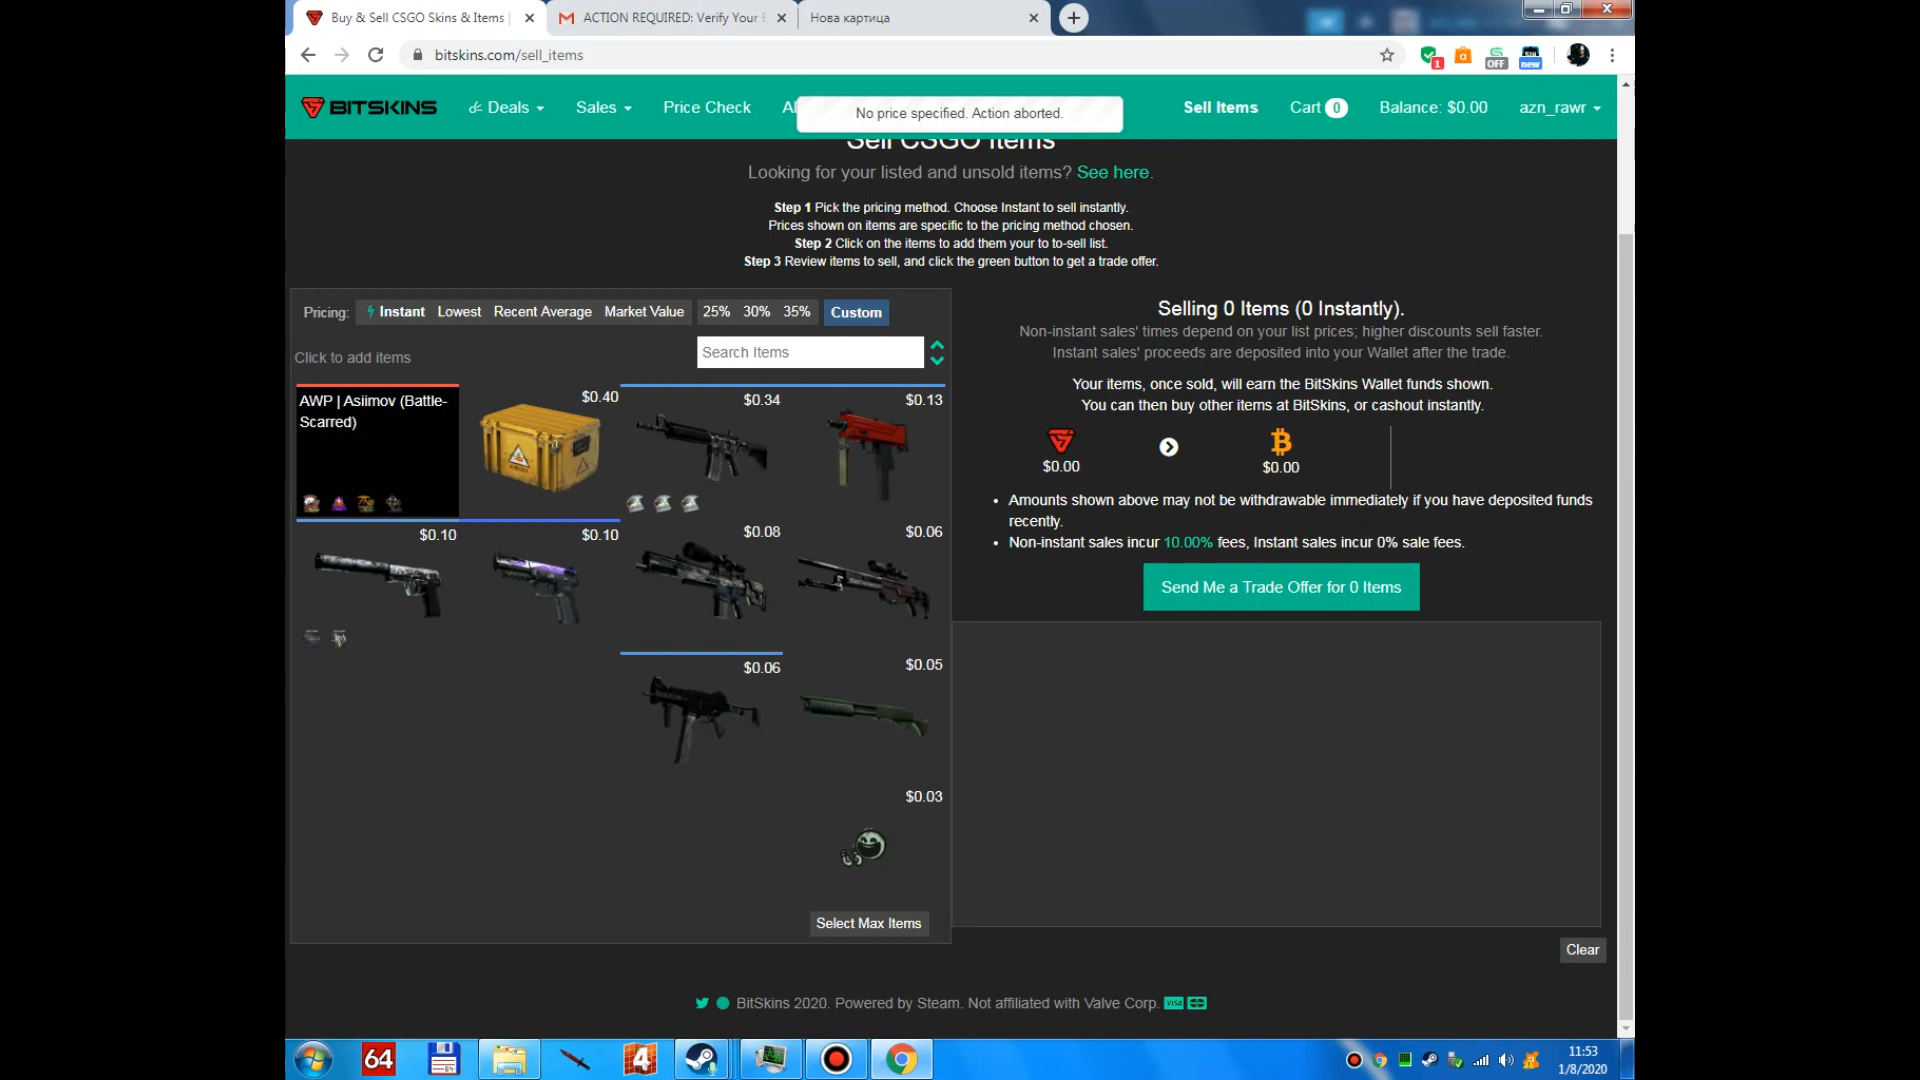 Buy & Sell CSGO Skins & Items |
ACTION REQUIRED: Verify Your E
Нова картица
bitskins.com/sell_items
1
OFF
new
BITSKINS
Deals
Sales
Price Check
No price specified. Action aborted.
Sell Items
Cart 0
Balance: $0.00
azn_rawr
Sell CSGO Items
Looking for your listed and unsold items? See here.
Step 1 Pick the pricing method. Choose Instant to sell instantly.
Prices shown on items are specific to the pricing method chosen.
Step 2 Click on the items to add them your to to-sell list.
Step 3 Review items to sell, and click the green button to get a trade offer.
Pricing: Instant Lowest Recent Average Market Value 25% 30% 35% Custom
Click to add items
Search Items
AWP | Asiimov (Battle-
Scarred)
$0.40
$0.34
$0.13
$0.10
$0.10
$0.08
$0.06
$0.06
$0.05
$0.03
Select Max Items
Selling 0 Items (0 Instantly).
Non-instant sales' times depend on your list prices; higher discounts sell faster.
Instant sales' proceeds are deposited into your Wallet after the trade.
Your items, once sold, will earn the BitSkins Wallet funds shown.
You can then buy other items at BitSkins, or cashout instantly.
$0.00
$0.00
• Amounts shown above may not be withdrawable immediately if you have deposited funds
recently.
• Non-instant sales incur 10.00% fees, Instant sales incur 0% sale fees.
Send Me a Trade Offer for 0 Items
Clear
BitSkins 2020. Powered by Steam. Not affiliated with Valve Corp. VISA
64
4
11:53
1/8/2020